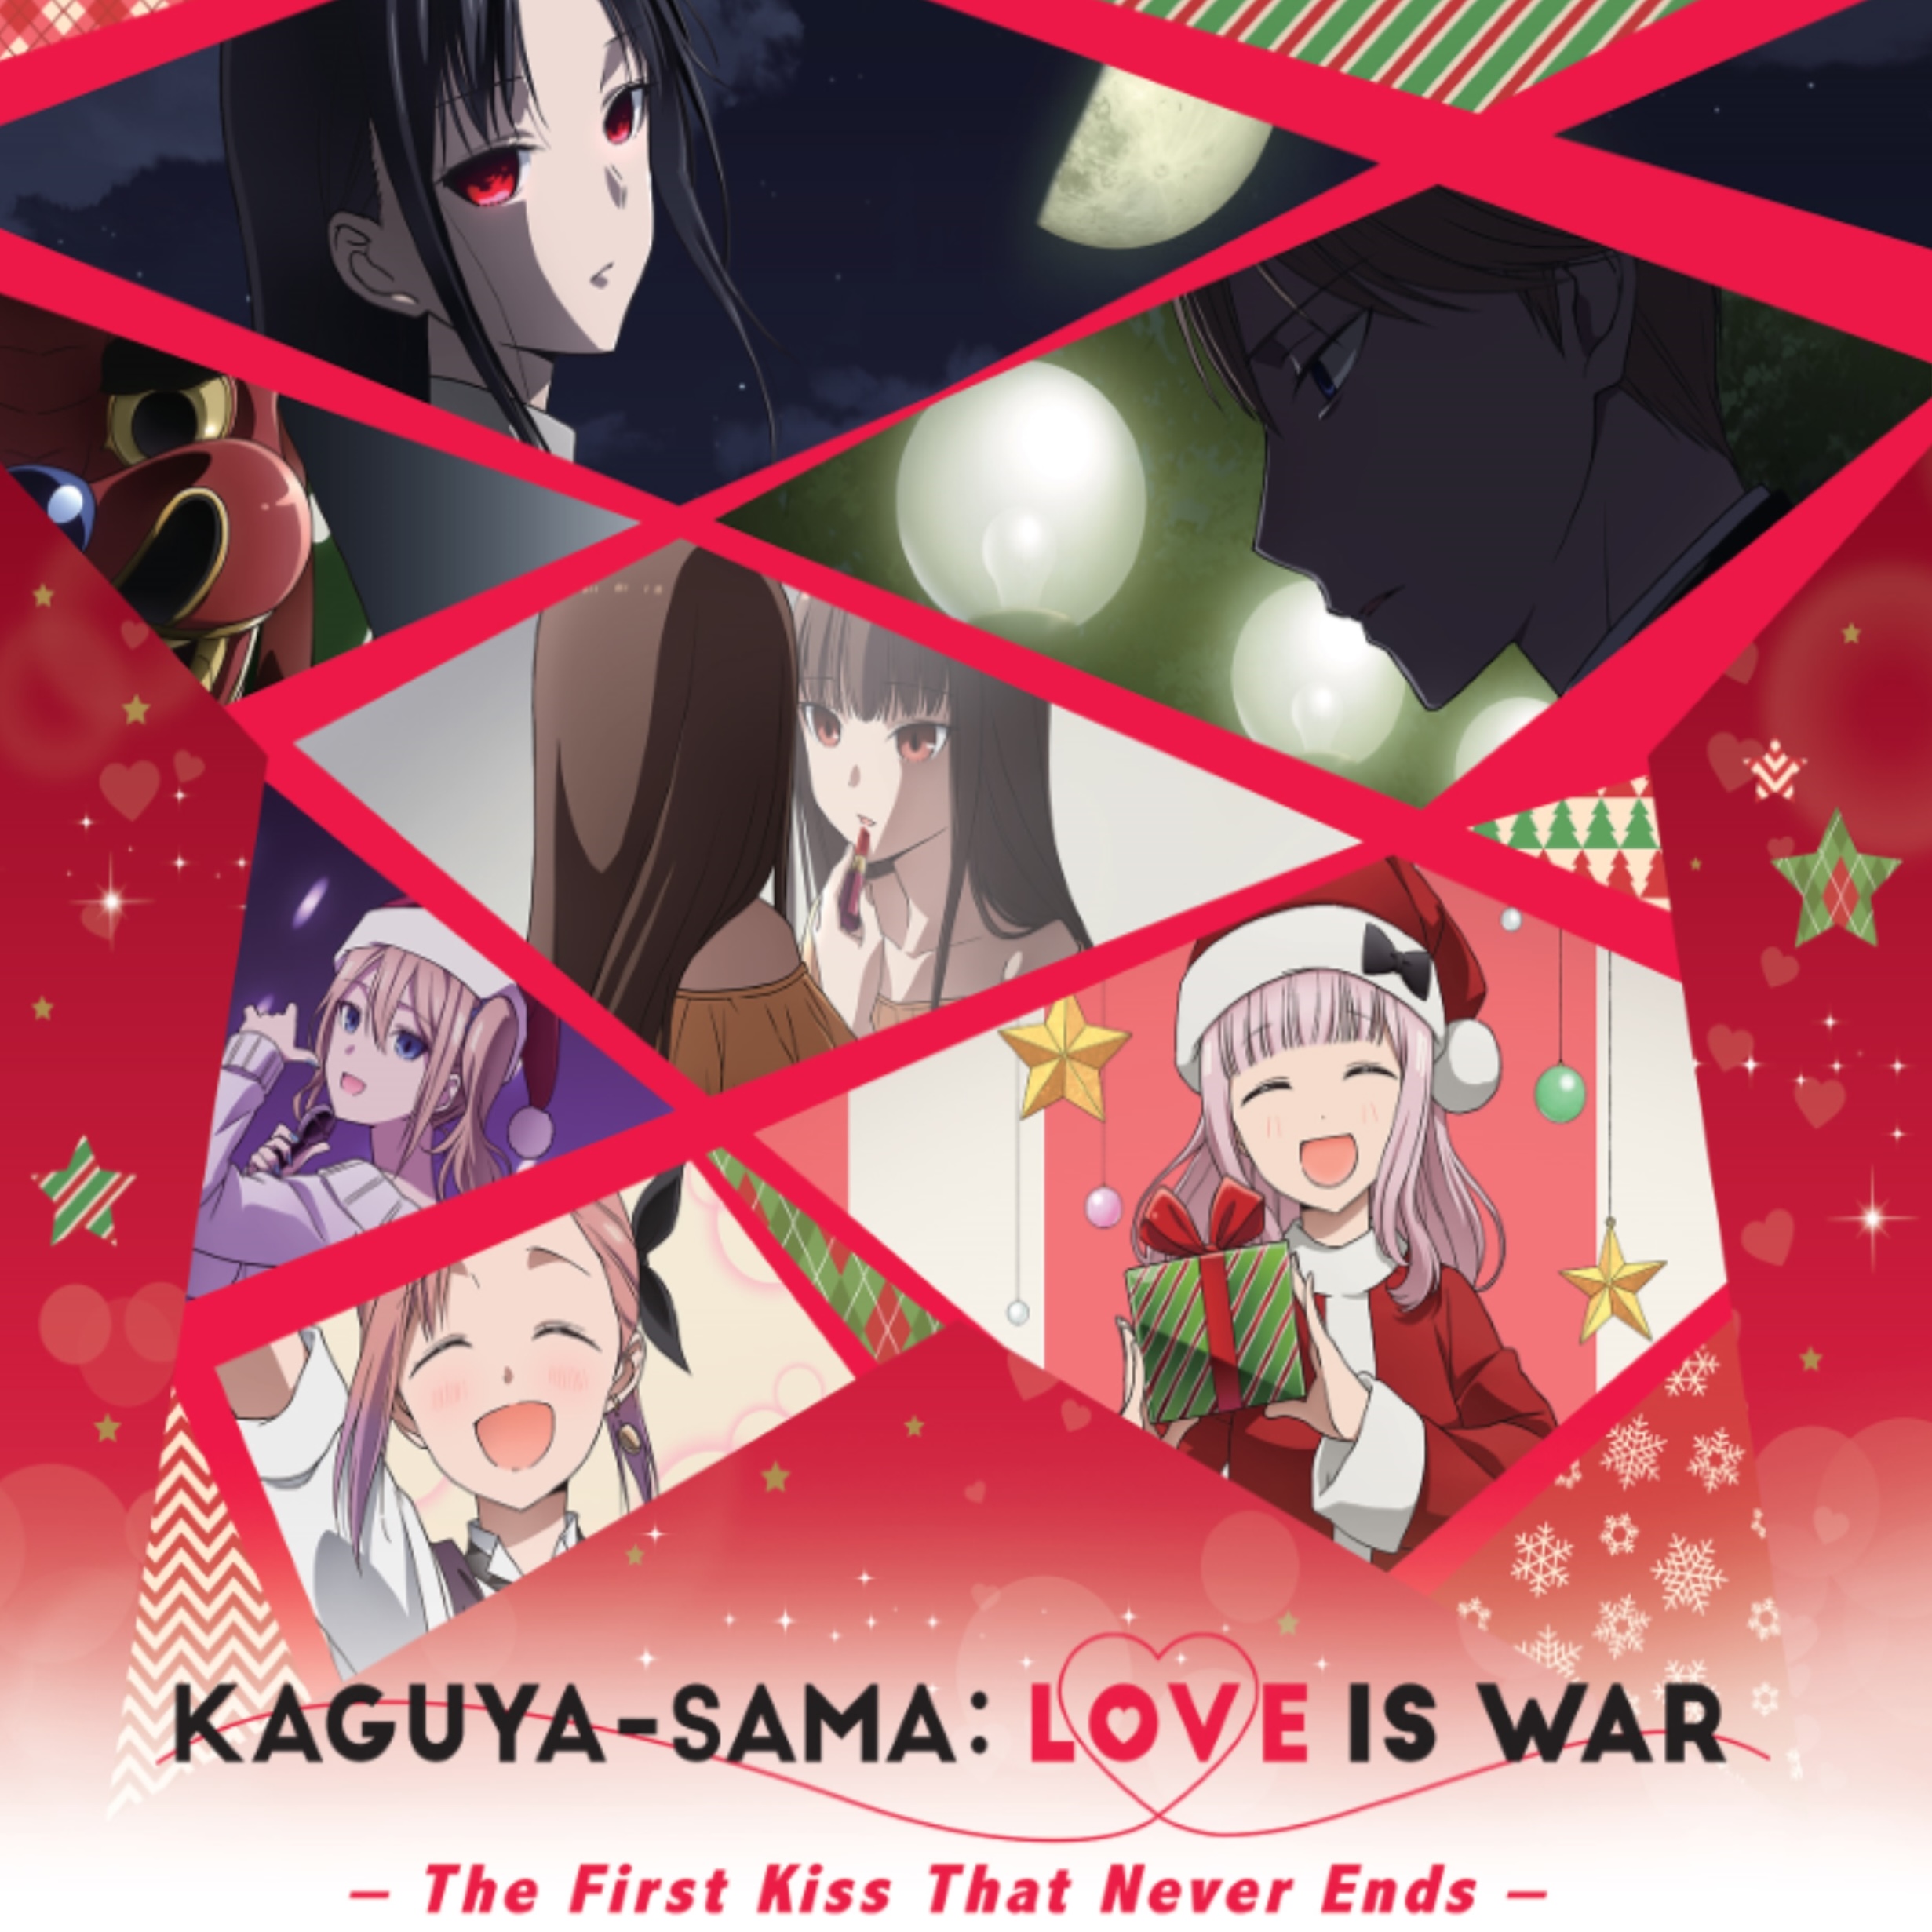 KAGUYA-SAMA: LOVE IS WAR
– The First Kiss That Never Ends –